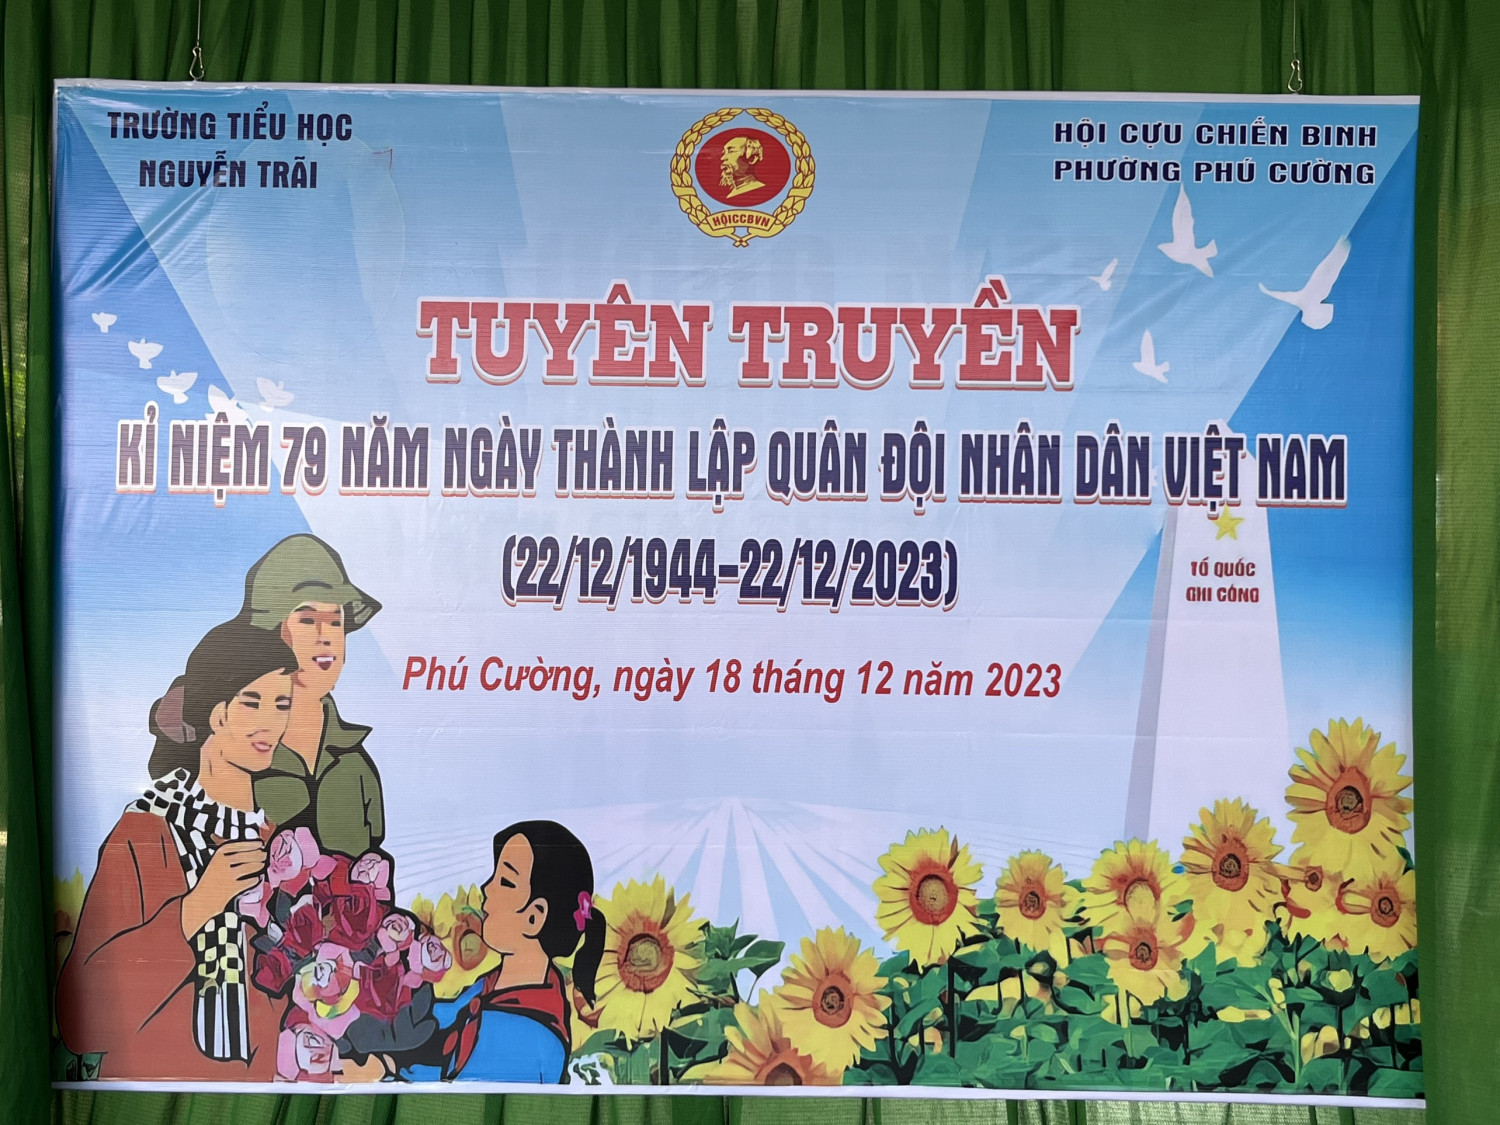 TRƯỜNG TIỂU HỌC
NGUYỄN TRÃI
HỘI CỰU CHIẾN BINH
PHƯỜNG PHÚ CƯỜNG
HỘICCBVN
TUYÊN TRUYỀN
KỈ NIỆM 79 NĂM NGÀY THÀNH LẬP QUÂN ĐỘI NHÂN DÂN VIỆT NAM
(22/12/1944-22/12/2023)
TỔ QUỐC
GHI CÔNG
Phú Cường, ngày 18 tháng 12 năm 2023